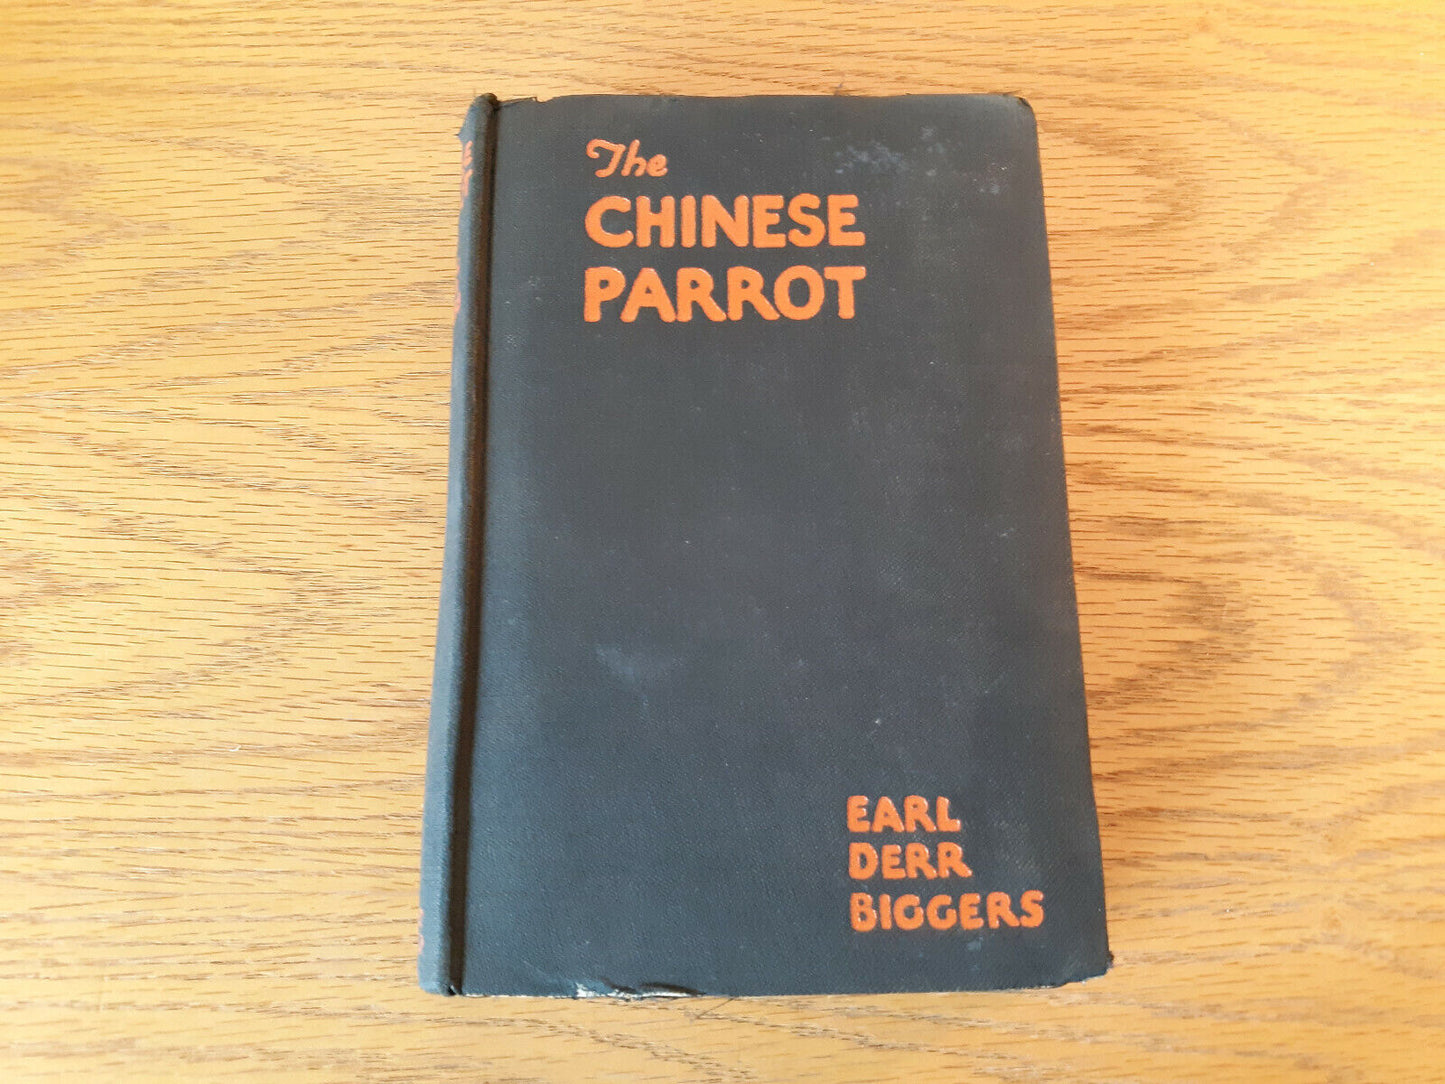 The
CHINESE
PARROT
EARL
DERR
BIGGERS